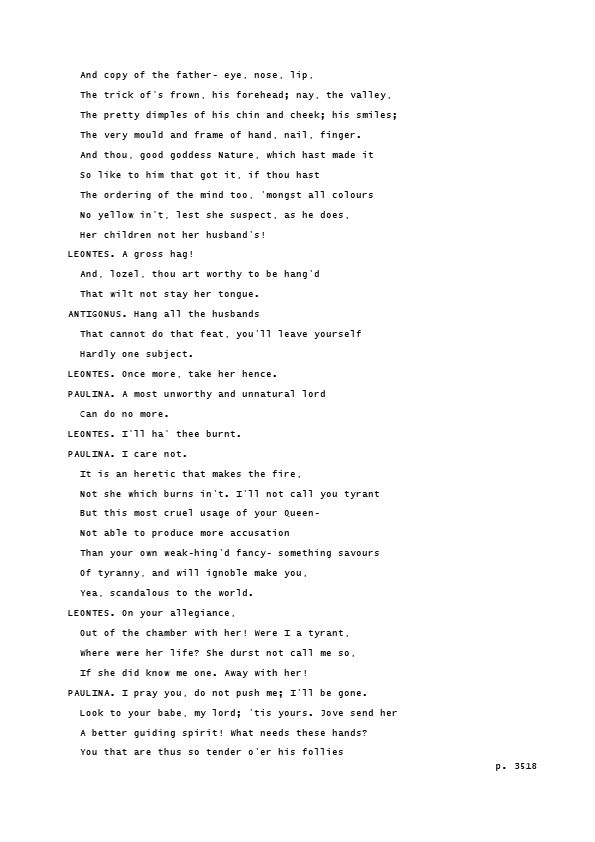 And copy of the father- eye, nose, lip,
The trick of's frown, his forehead; nay, the valley,
The pretty dimples of his chin and cheek; his smiles;
The very mould and frame of hand, nail, finger.
And thou, good goddess Nature, which hast made it
So like to him that got it, if thou hast
The ordering of the mind too, 'mongst all colours
No yellow in't, lest she suspect, as he does,
Her children not her husband's!
LEONTES. A gross hag!
And, lozel, thou art worthy to be hang'd
That wilt not stay her tongue.
ANTIGONUS. Hang all the husbands
That cannot do that feat, you'll leave yourself
Hardly one subject.
LEONTES. Once more, take her hence.
PAULINA. A most unworthy and unnatural lord
Can do no more.
LEONTES. I'll ha' thee burnt.
PAULINA. I care not.
It is an heretic that makes the fire,
Not she which burns in't. I'll not call you tyrant
But this most cruel usage of your Queen-
Not able to produce more accusation
Than your own weak-hing'd fancy- something savours
Of tyranny, and will ignoble make you,
Yea, scandalous to the world.
LEONTES. On your allegiance,
Out of the chamber with her! Were I a tyrant,
Where were her life? She durst not call me so,
If she did know me one. Away with her!
PAULINA. I pray you, do not push me; I'll be gone.
Look to your babe, my lord; 'tis yours. Jove send her
A better guiding spirit! What needs these hands?
You that are thus so tender o'er his follies
p. 3518